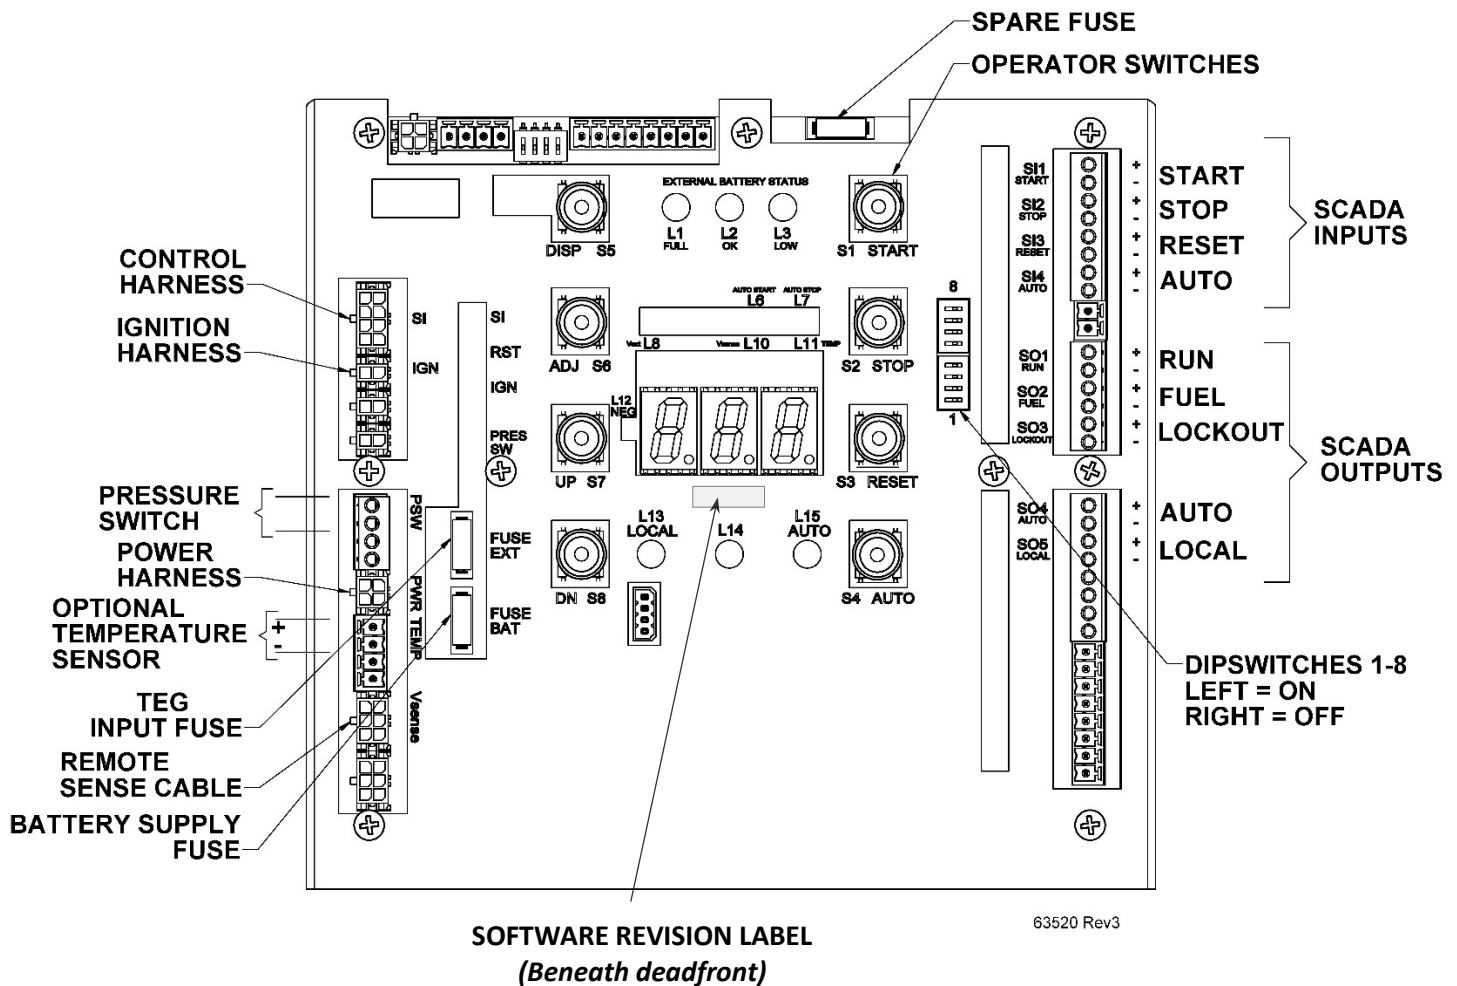 SPARE FUSE
OPERATOR SWITCHES
EXTERNAL BATTERY STATUS
L1
FULL
L2
OK
L3
LOW
DISP S5
S1 START
SI1
START
SI2
STOP
SI3
RESET
SI4
AUTO
+
-
+
-
+
-
+
-
START
STOP
RESET
AUTO
SCADA
INPUTS
CONTROL
HARNESS
IGNITION
HARNESS
SI
IGN
SI
RST
IGN
PRES
SW
AUTO START
L6
AUTO STOP
L7
8
ADJ S6
Vext L8
Vsense L10
L11 TEMP
S2 STOP
L12
NEG
1
SO1
RUN
SO2
FUEL
SO3
LOCKOUT
+
-
+
-
+
-
RUN
FUEL
LOCKOUT
SCADA
OUTPUTS
UP S7
S3 RESET
PRESSURE
SWITCH
PSW
POWER
HARNESS
PWR
FUSE
EXT
L13
LOCAL
L14
L15
AUTO
SO4
AUTO
SO5
LOCAL
+
-
+
-
AUTO
LOCAL
DN S8
S4 AUTO
OPTIONAL
TEMPERATURE
SENSOR
+
-
TEMP
FUSE
BAT
TEG
INPUT FUSE
Vsense
REMOTE
SENSE CABLE
BATTERY SUPPLY
FUSE
DIPSWITCHES 1-8
LEFT = ON
RIGHT = OFF
63520 Rev3
SOFTWARE REVISION LABEL
(Beneath deadfront)